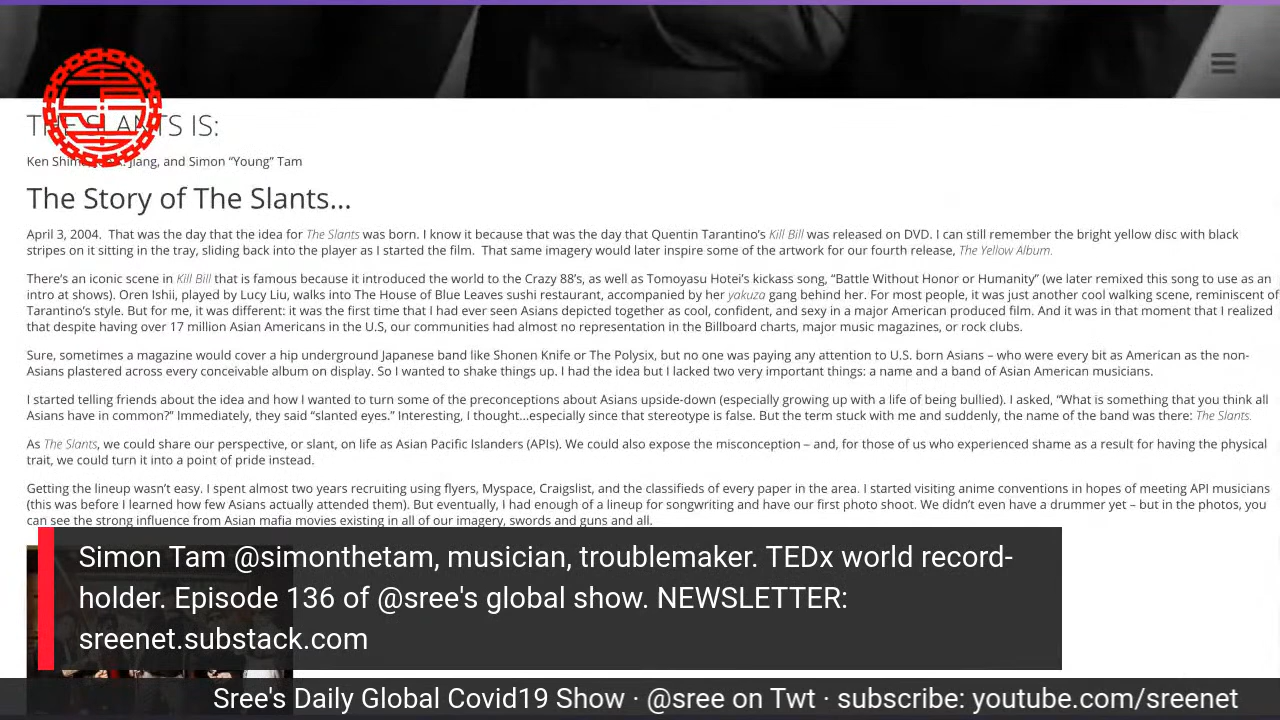 THE SLANTS IS:
Ken Jiang, and Simon “Young” Tam
The Story of The Slants...
April 3, 2004. That was the day that the idea for The Slants was born. I know it because that was the day that Quentin Tarantino’s Kill Bill was released on DVD. I can still remember the bright yellow disc with black
stripes on it sitting in the tray, sliding back into the player as I started the film. That same imagery would later inspire some of the artwork for our fourth release, The Yellow Album.
There’s an iconic scene in Kill Bill that is famous because it introduced the world to the Crazy 88’s, as well as Tomoyasu Hotei’s kickass song, “Battle Without Honor or Humanity” (we later remixed this song to use as an
intro at shows). Oren Ishii, played by Lucy Liu, walks into The House of Blue Leaves sushi restaurant, accompanied by her yakuza gang behind her. For most people, it was just another cool walking scene, reminiscent of
Tarantino’s style. But for me, it was different: it was the first time that I had ever seen Asians depicted together as cool, confident, and sexy in a major American produced film. And it was in that moment that I realized
that despite having over 17 million Asian Americans in the U.S, our communities had almost no representation in the Billboard charts, major music magazines, or rock clubs.
Sure, sometimes a magazine would cover a hip underground Japanese band like Shonen Knife or The Polysix, but no one was paying any attention to U.S. born Asians – who were every bit as American as the non-
Asians plastered across every conceivable album on display. So I wanted to shake things up. I had the idea but I lacked two very important things: a name and a band of Asian American musicians.
I started telling friends about the idea and how I wanted to turn some of the preconceptions about Asians upside-down (especially growing up with a life of being bullied). I asked, “What is something that you think all
Asians have in common?” Immediately, they said “slanted eyes.” Interesting, I thought...especially since that stereotype is false. But the term stuck with me and suddenly, the name of the band was there: The Slants.
As The Slants, we could share our perspective, or slant, on life as Asian Pacific Islanders (APIs). We could also expose the misconception – and, for those of us who experienced shame as a result for having the physical
trait, we could turn it into a point of pride instead.
Getting the lineup wasn’t easy. I spent almost two years recruiting using flyers, Myspace, Craigslist, and the classifieds of every paper in the area. I started visiting anime conventions in hopes of meeting API musicians
(this was before I learned how few Asians actually attended them). But eventually, I had enough of a lineup for songwriting and have our first photo shoot. We didn’t even have a drummer yet – but in the photos, you
can see the strong influence from Asian mafia movies existing in all of our imagery, swords and guns and all.
Simon Tam @simonthetam, musician, troublemaker. TEDx world record-
holder. Episode 136 of @sree's global show. NEWSLETTER:
sreenet.substack.com
Sree's Daily Global Covid19 Show · @sree on Twt · subscribe: youtube.com/sreenet